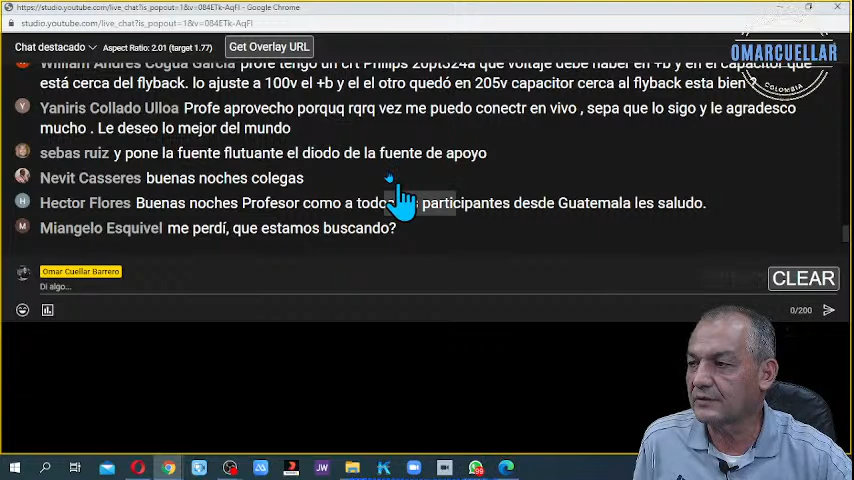 https://studio.youtube.com/live_chat?is_popout=1&v=084ETk-AqFI - Google Chrome
studio.youtube.com/live_chat?is_popout=1&v=084ETk-AqFI
Chat destacado Aspect Ratio: 2.01 (target 1.77) Get Overlay URL
OMARCUELLAR
COLOMBIA
William Andres Cogua Garcia profe tengo un crt Philips 20pt324a que voltaje debe haber en +b y en el capacitor que
está cerca del flyback. lo ajuste a 100v el +b y el el otro quedó en 205v capacitor cerca al flyback esta bien ?
Y Yaniris Collado Ulloa Profe aprovecho porquq rqrq vez me puedo conectr en vivo , sepa que lo sigo y le agradesco
mucho . Le deseo lo mejor del mundo
sebas ruiz y pone la fuente flutuante el diodo de la fuente de apoyo
Nevit Casseres buenas noches colegas
H Hector Flores Buenas noches Profesor como a participantes desde Guatemala les saludo.
M Miangelo Esquivel me perdí, que estamos buscando?
Omar Cuellar Barrero
Di algo...
CLEAR
0/200
JW
99